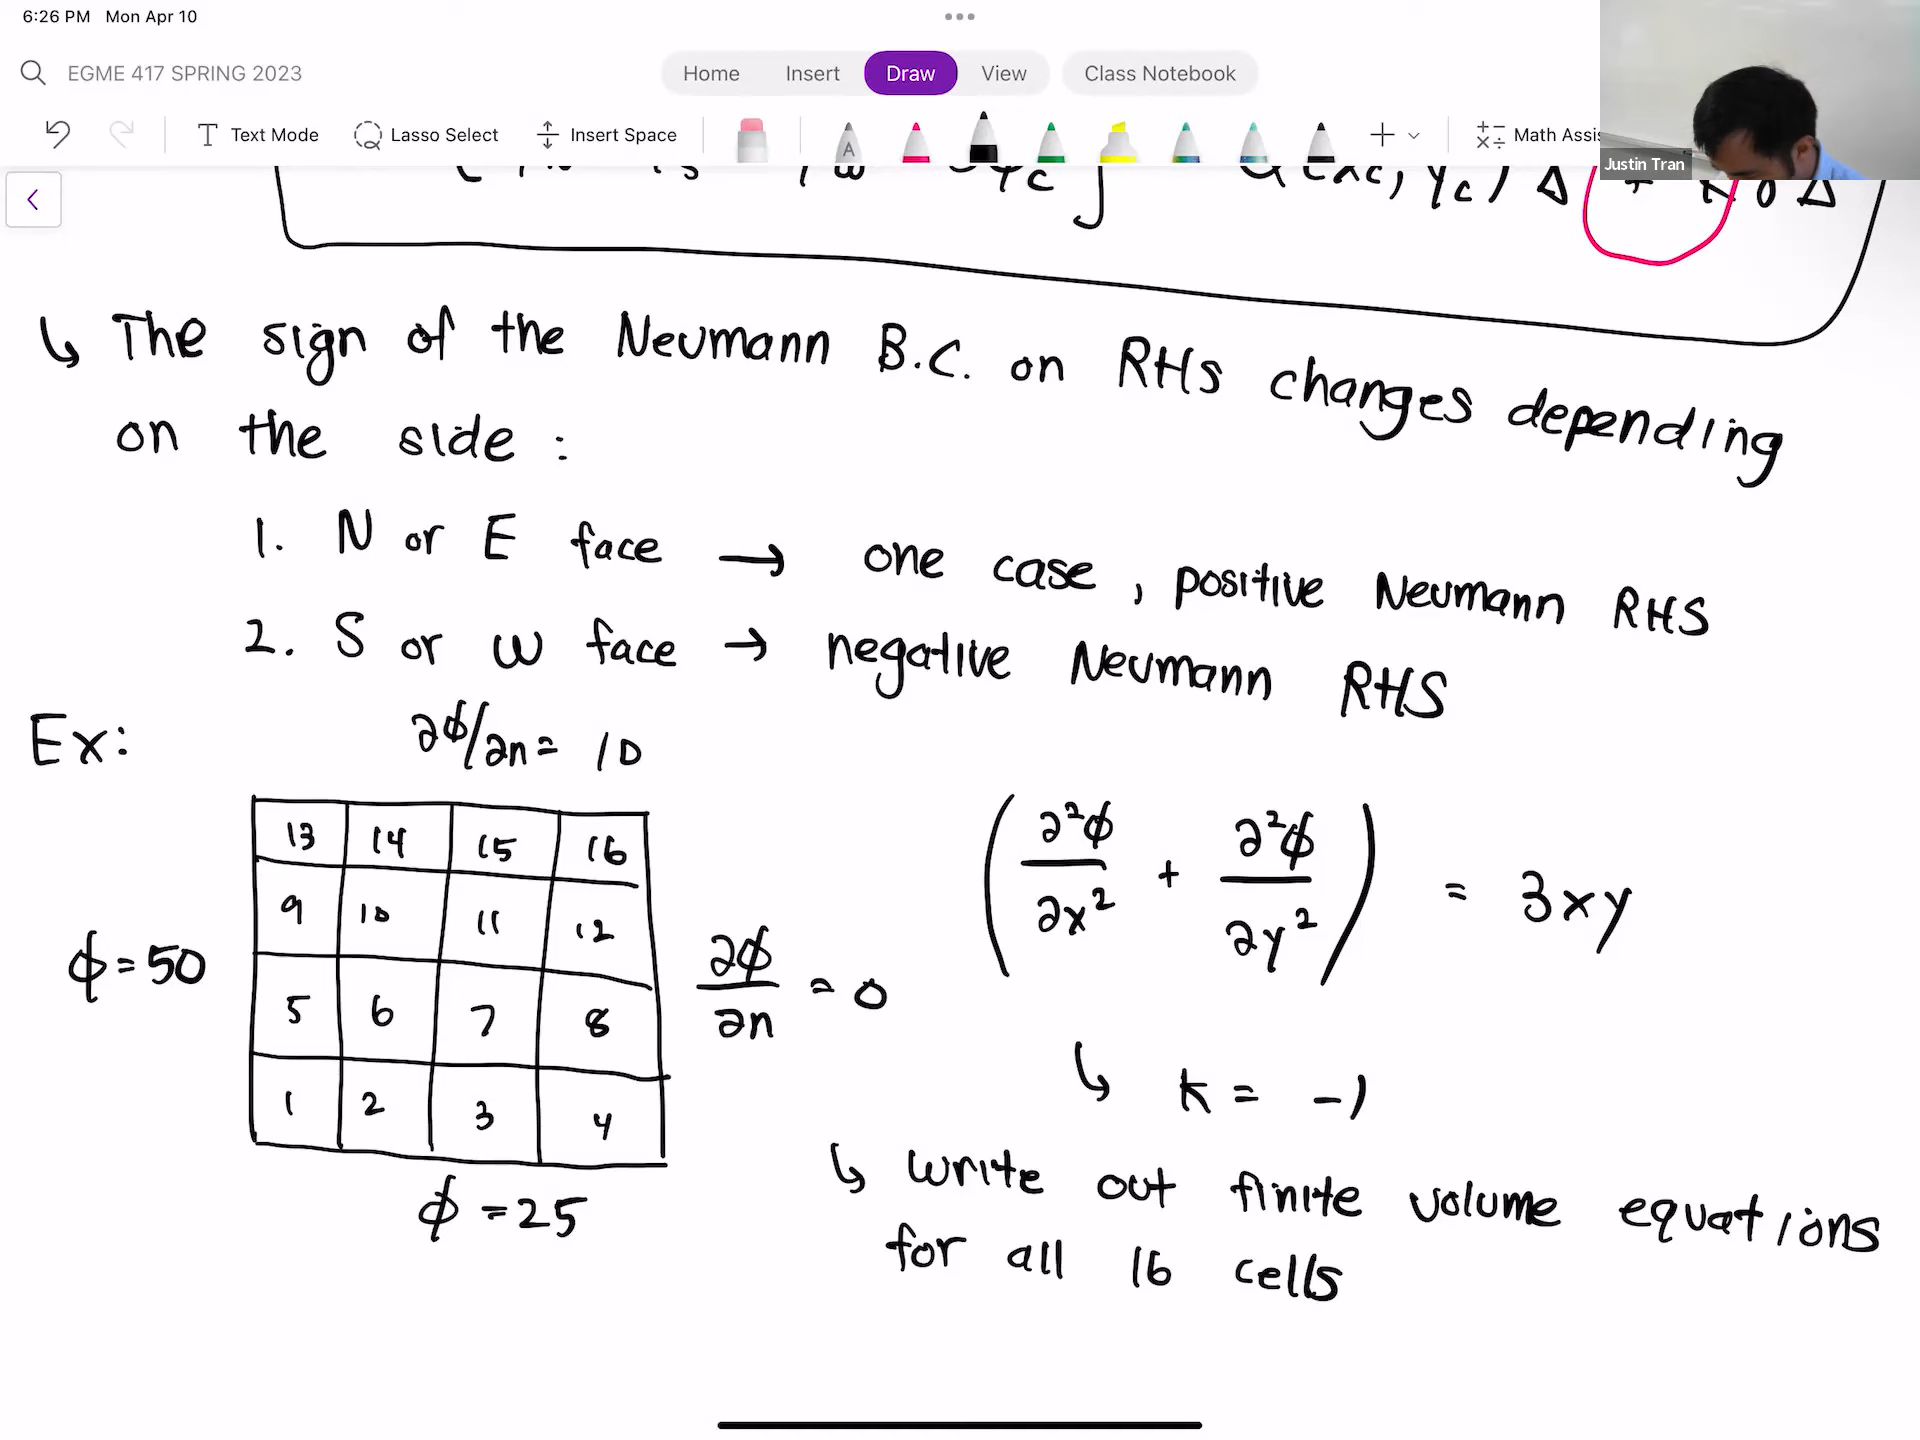 6:26 PM Mon Apr 10
EGME 417 SPRING 2023
Home Insert Draw View Class Notebook
Text Mode Lasso Select Insert Space Math Assis
Justin Tran
↳ The sign of the Neumann B.C. on RHS changes depending
on the side :
1. N or E face → one case, positive Neumann RHS
2. S or W face → negative Neumann RHS
Ex:
∂φ/∂n = 10
13 14 15 16
9 10 11 12
5 6 7 8
1 2 3 4
φ = 50
∂φ/∂n = 0
φ = 25
(∂²φ/∂x² + ∂²φ/∂y²) = 3xy
↳ k = -1
↳ write out finite volume equations
for all 16 cells